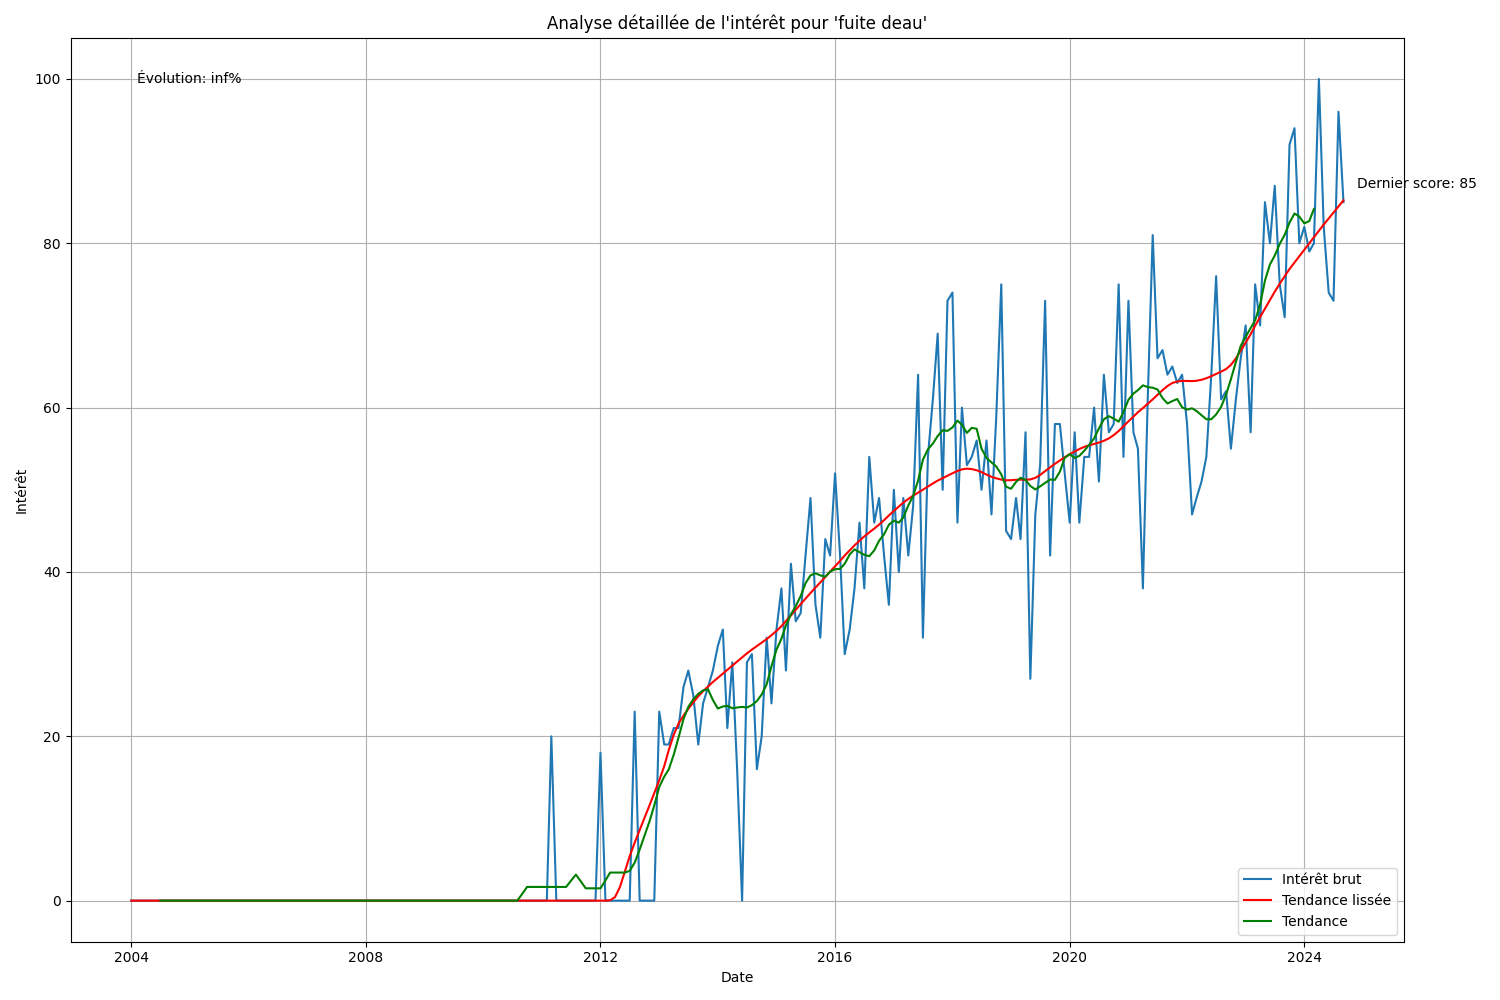 Analyse détaillée de l'intérêt pour 'fuite deau'
Évolution: inf%
Dernier score: 85
100
80
60
40
20
0
Intérêt
2004
2008
2012
2016
2020
2024
Date
Intérêt brut
Tendance lissée
Tendance